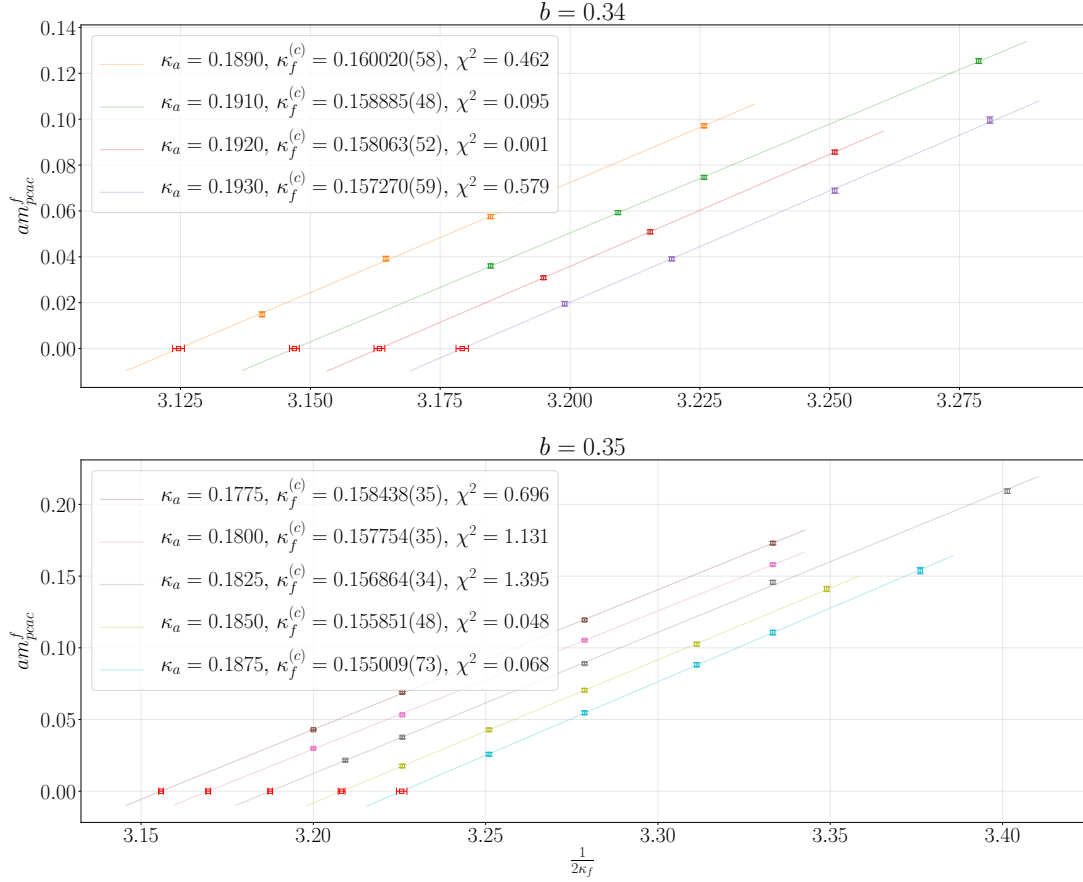 b = 0.34
am_{pcac}^f
0.14
0.12
0.10
0.08
0.06
0.04
0.02
0.00
κ_a = 0.1890, κ_f^{(c)} = 0.160020(58), χ² = 0.462
κ_a = 0.1910, κ_f^{(c)} = 0.158885(48), χ² = 0.095
κ_a = 0.1920, κ_f^{(c)} = 0.158063(52), χ² = 0.001
κ_a = 0.1930, κ_f^{(c)} = 0.157270(59), χ² = 0.579
3.125 3.150 3.175 3.200 3.225 3.250 3.275
b = 0.35
am_{pcac}^f
0.20
0.15
0.10
0.05
0.00
κ_a = 0.1775, κ_f^{(c)} = 0.158438(35), χ² = 0.696
κ_a = 0.1800, κ_f^{(c)} = 0.157754(35), χ² = 1.131
κ_a = 0.1825, κ_f^{(c)} = 0.156864(34), χ² = 1.395
κ_a = 0.1850, κ_f^{(c)} = 0.155851(48), χ² = 0.048
κ_a = 0.1875, κ_f^{(c)} = 0.155009(73), χ² = 0.068
3.15 3.20 3.25 3.30 3.35 3.40
\frac{1}{2κ_f}